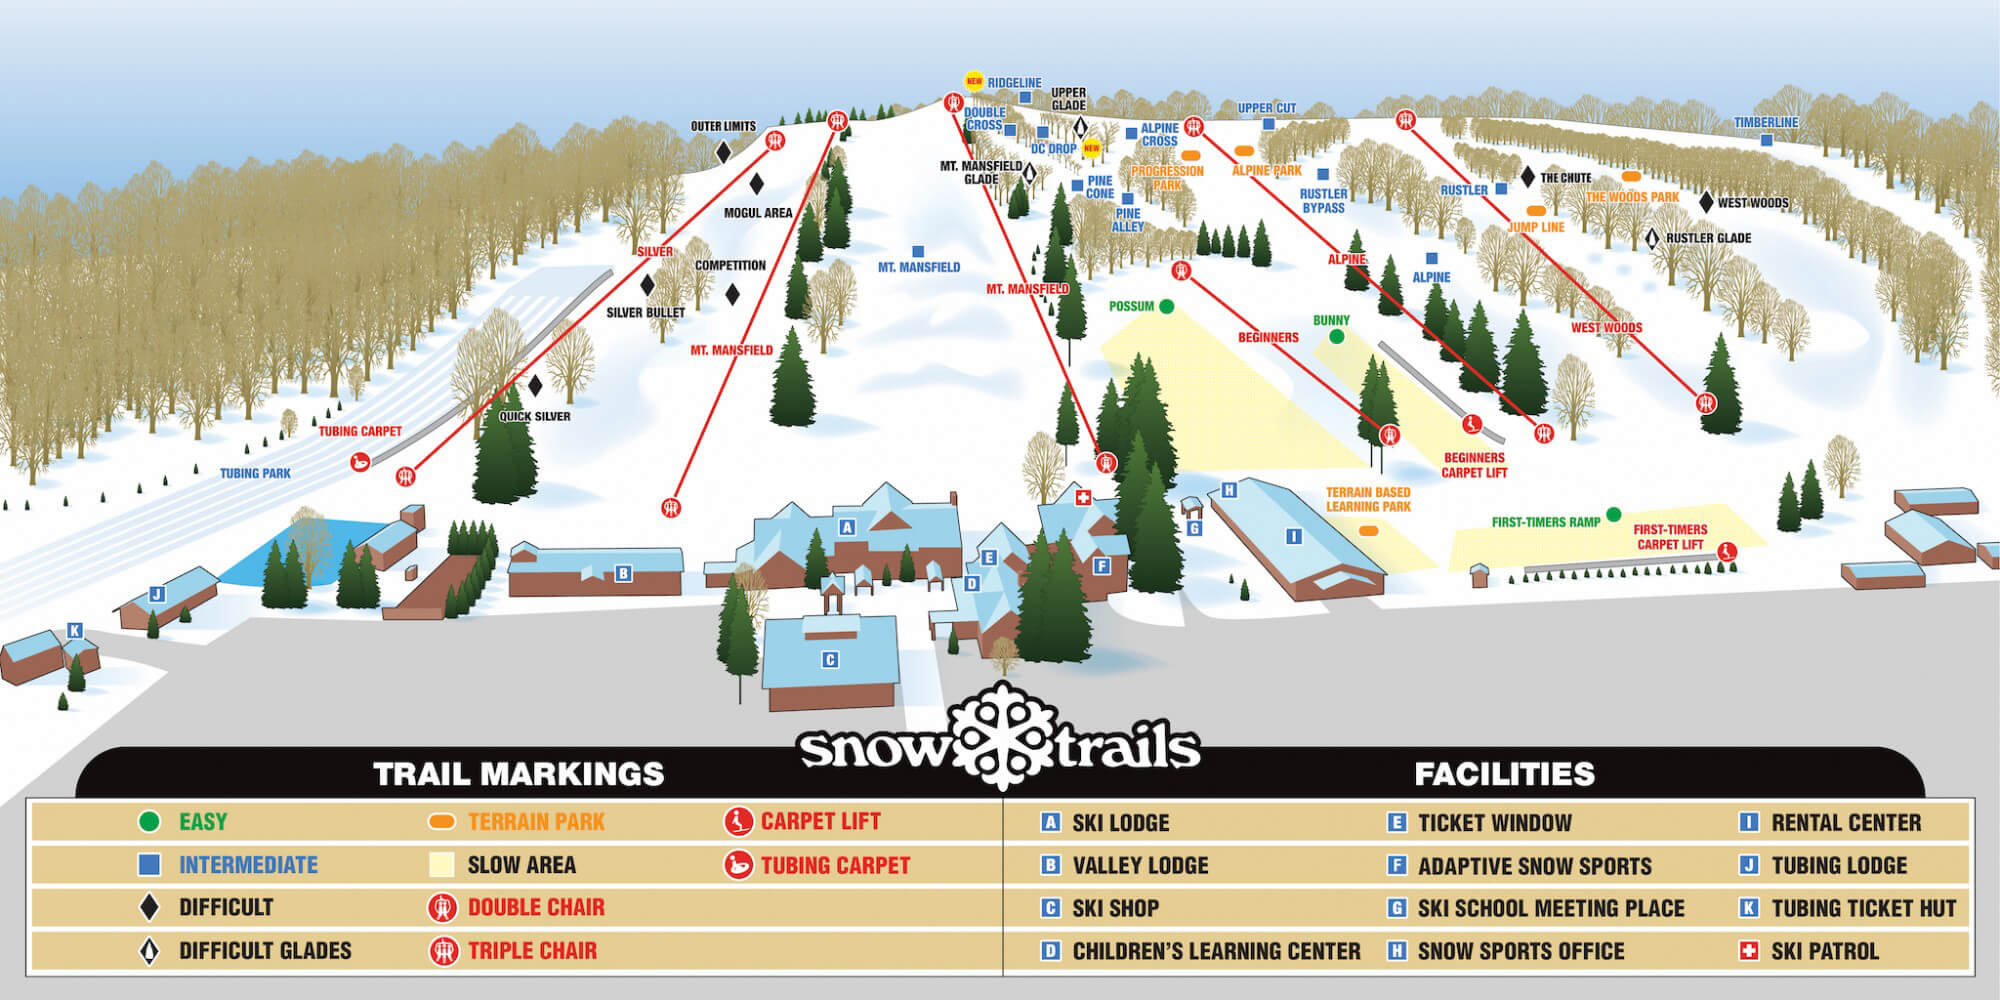 NEW
RIDGELINE
UPPER
GLADE
DOUBLE
CROSS
UPPER CUT
OUTER LIMITS
TIMBERLINE
ALPINE
CROSS
DC DROP
NEW
MT. MANSFIELD
GLADE
PROGRESSION
PARK
ALPINE PARK
PINE
CONE
RUSTLER
BYPASS
RUSTLER
THE CHUTE
THE WOODS PARK
WEST WOODS
MOGUL AREA
PINE
ALLEY
JUMP LINE
RUSTLER GLADE
SILVER
COMPETITION
MT. MANSFIELD
ALPINE
ALPINE
MT. MANSFIELD
SILVER BULLET
POSSUM
BUNNY
BEGINNERS
WEST WOODS
MT. MANSFIELD
QUICK SILVER
TUBING CARPET
TUBING PARK
BEGINNERS
CARPET LIFT
TERRAIN BASED
LEARNING PARK
FIRST-TIMERS RAMP
FIRST-TIMERS
CARPET LIFT
H
A
G
I
E
F
B
D
J
K
C
snow trails
TRAIL MARKINGS
FACILITIES
EASY
TERRAIN PARK
CARPET LIFT
A SKI LODGE
E TICKET WINDOW
I RENTAL CENTER
INTERMEDIATE
SLOW AREA
TUBING CARPET
B VALLEY LODGE
F ADAPTIVE SNOW SPORTS
J TUBING LODGE
DIFFICULT
DOUBLE CHAIR
C SKI SHOP
G SKI SCHOOL MEETING PLACE
K TUBING TICKET HUT
DIFFICULT GLADES
TRIPLE CHAIR
D CHILDREN'S LEARNING CENTER
H SNOW SPORTS OFFICE
SKI PATROL